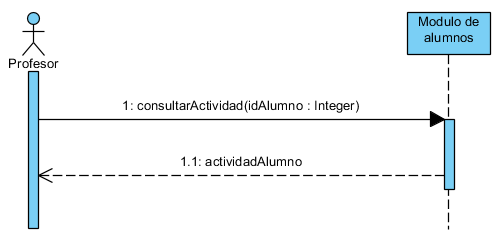 Modulo de
alumnos
Profesor
1: consultarActividad(idAlumno : Integer)
1.1: actividadAlumno